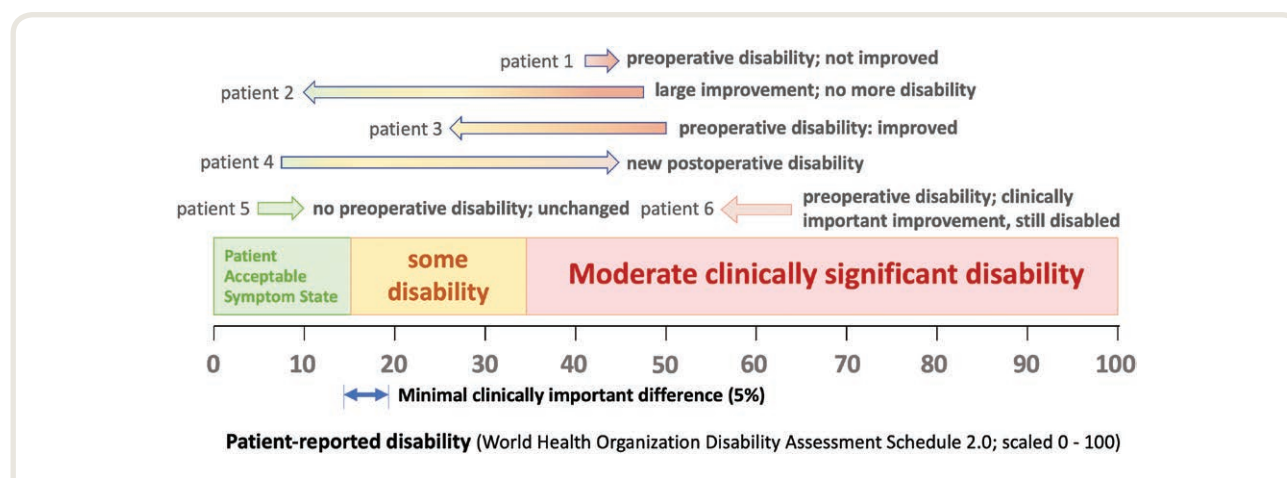 patient 1 preoperative disability; not improved
patient 2 large improvement; no more disability
patient 3 preoperative disability: improved
patient 4 new postoperative disability
patient 5 no preoperative disability; unchanged
patient 6 preoperative disability; clinically
important improvement, still disabled
Patient
Acceptable
Symptom State
some
disability
Moderate clinically significant disability
0 10 20 30 40 50 60 70 80 90 100
Minimal clinically important difference (5%)
Patient-reported disability (World Health Organization Disability Assessment Schedule 2.0; scaled 0 - 100)